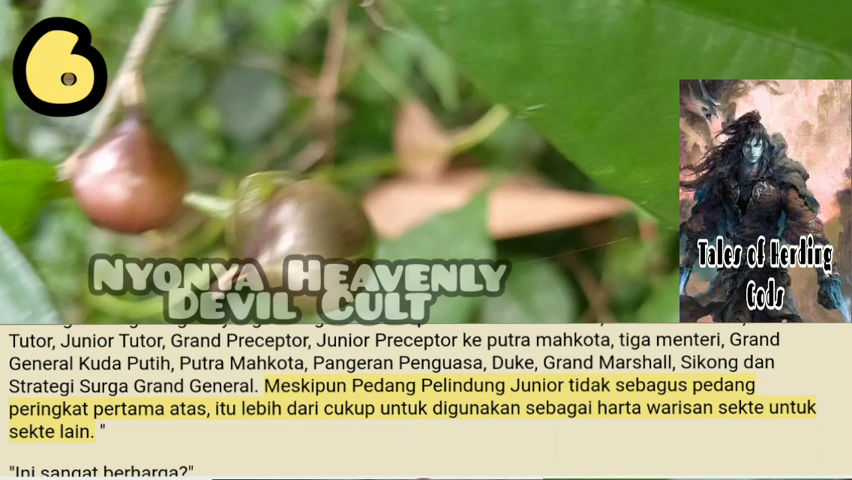 6
Tales of Herding
Gods
Nyonya Heavenly
Devil Cult
Tutor, Junior Tutor, Grand Preceptor, Junior Preceptor ke putra mahkota, tiga menteri, Grand
General Kuda Putih, Putra Mahkota, Pangeran Penguasa, Duke, Grand Marshall, Sikong dan
Strategi Surga Grand General. Meskipun Pedang Pelindung Junior tidak sebagus pedang
peringkat pertama atas, itu lebih dari cukup untuk digunakan sebagai harta warisan sekte untuk
sekte lain. "
"Ini sangat berharga?"